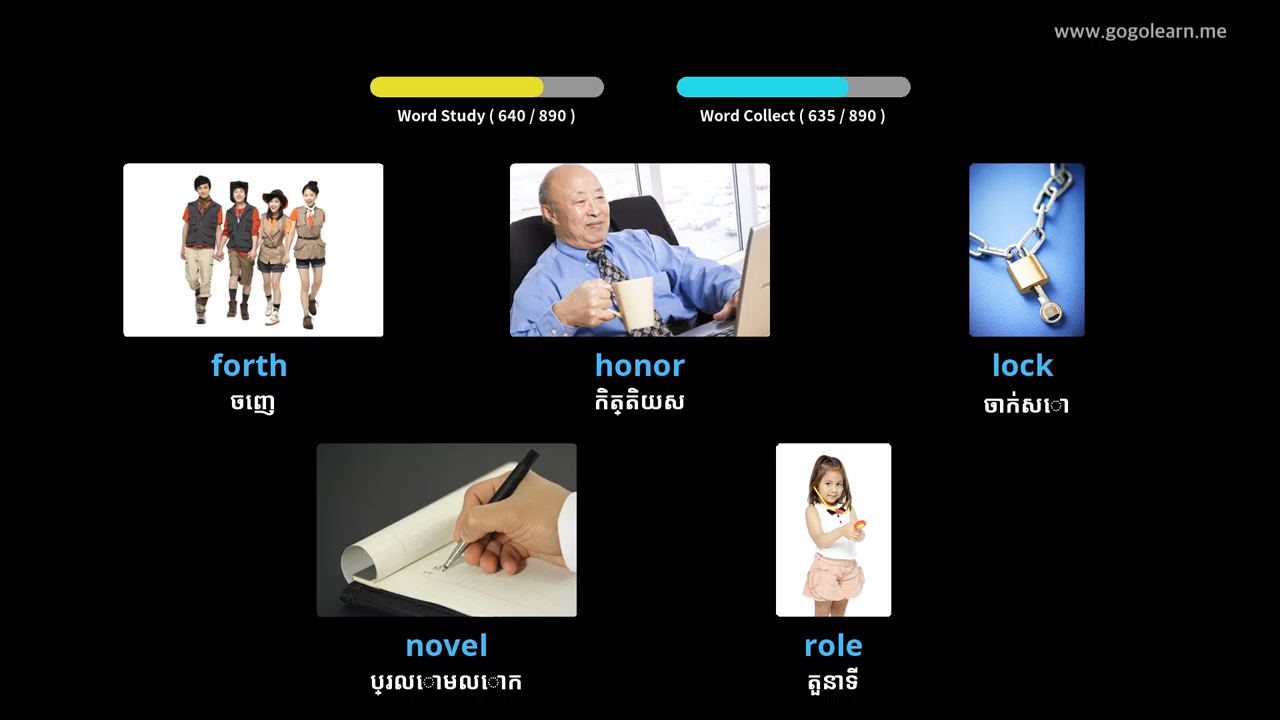 www.gogolearn.me
Word Study ( 640 / 890 )
Word Collect ( 635 / 890 )
forth
ចេញ
honor
កិត្តិយស
lock
ចាក់សោ
novel
ប្រលោមលោក
role
តួនាទី